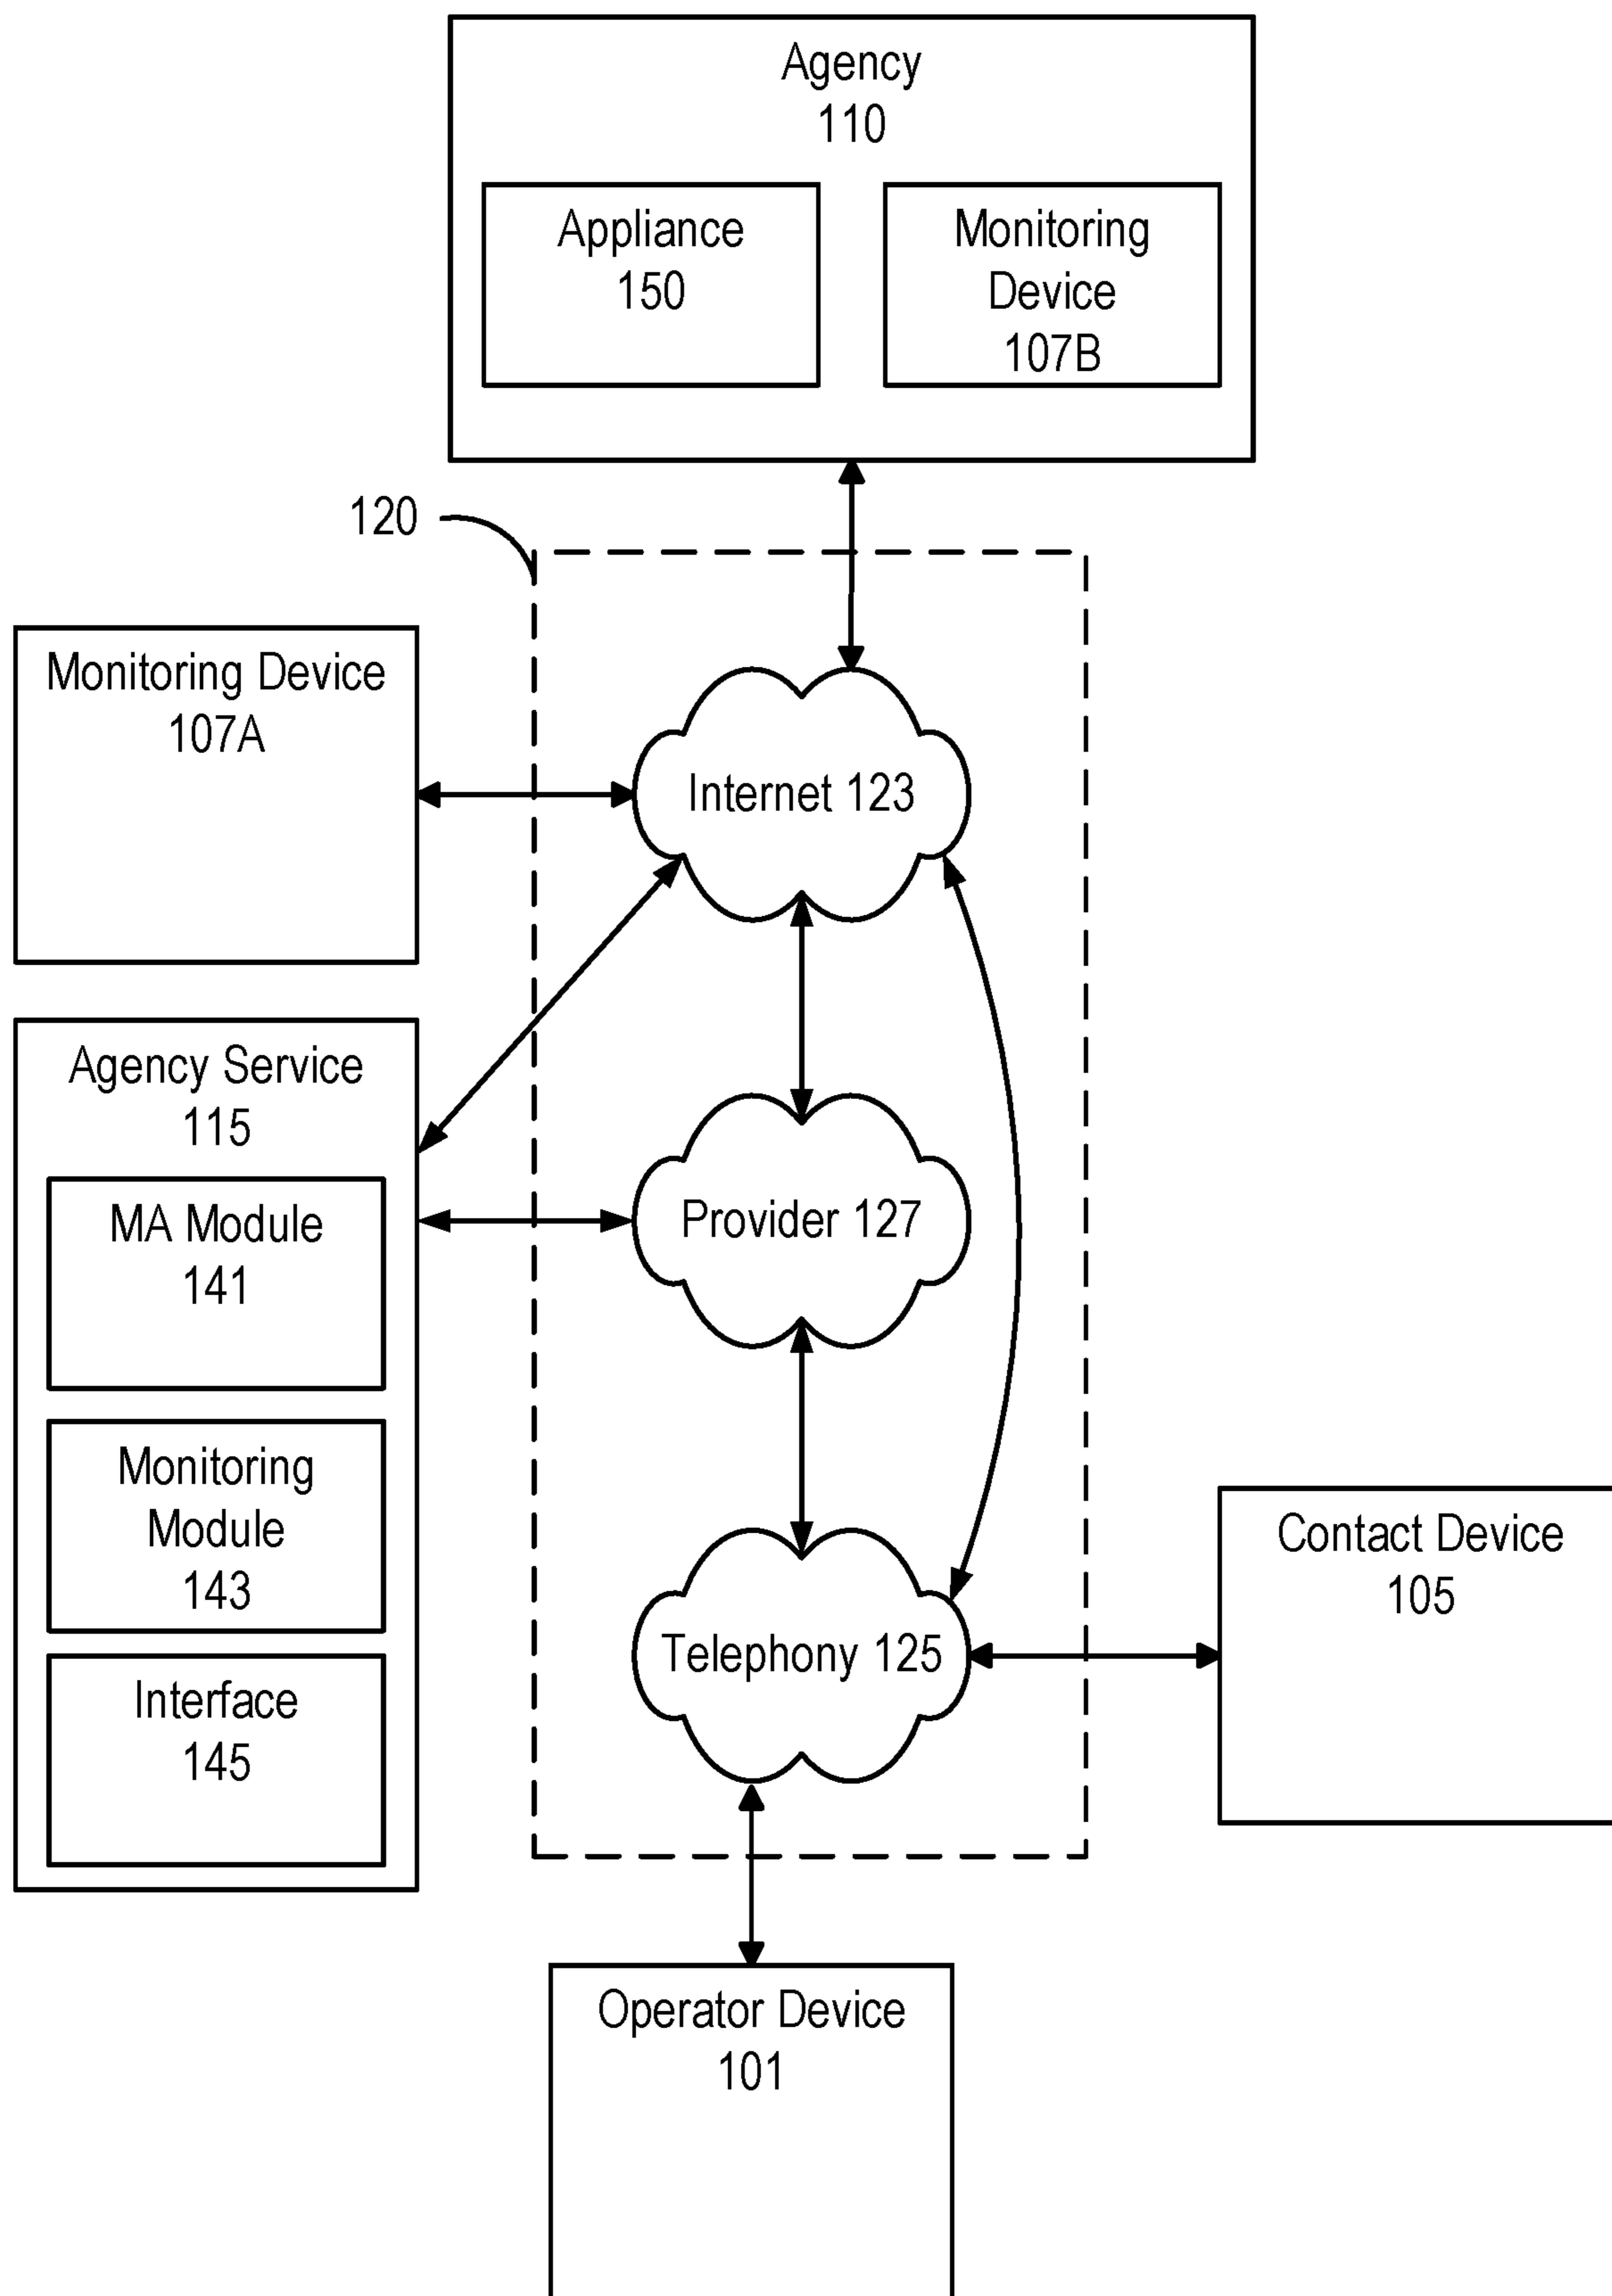 Agency
110
Appliance
150
Monitoring
Device
107B
120
Monitoring Device
107A
Internet 123
Agency Service
115
MA Module
141
Provider 127
Monitoring
Module
143
Contact Device
105
Telephony 125
Interface
145
Operator Device
101